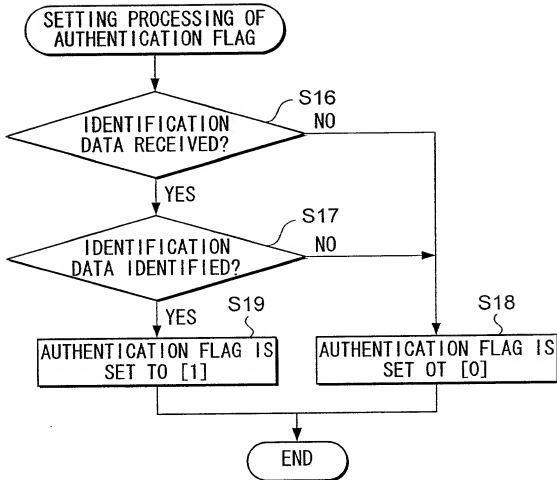 SETTING PROCESSING OF
AUTHENTICATION FLAG
S16
IDENTIFICATION
DATA RECEIVED?
NO
YES
S17
IDENTIFICATION
DATA IDENTIFIED?
NO
YES
S19
AUTHENTICATION FLAG IS
SET TO [1]
S18
AUTHENTICATION FLAG IS
SET OT [0]
END